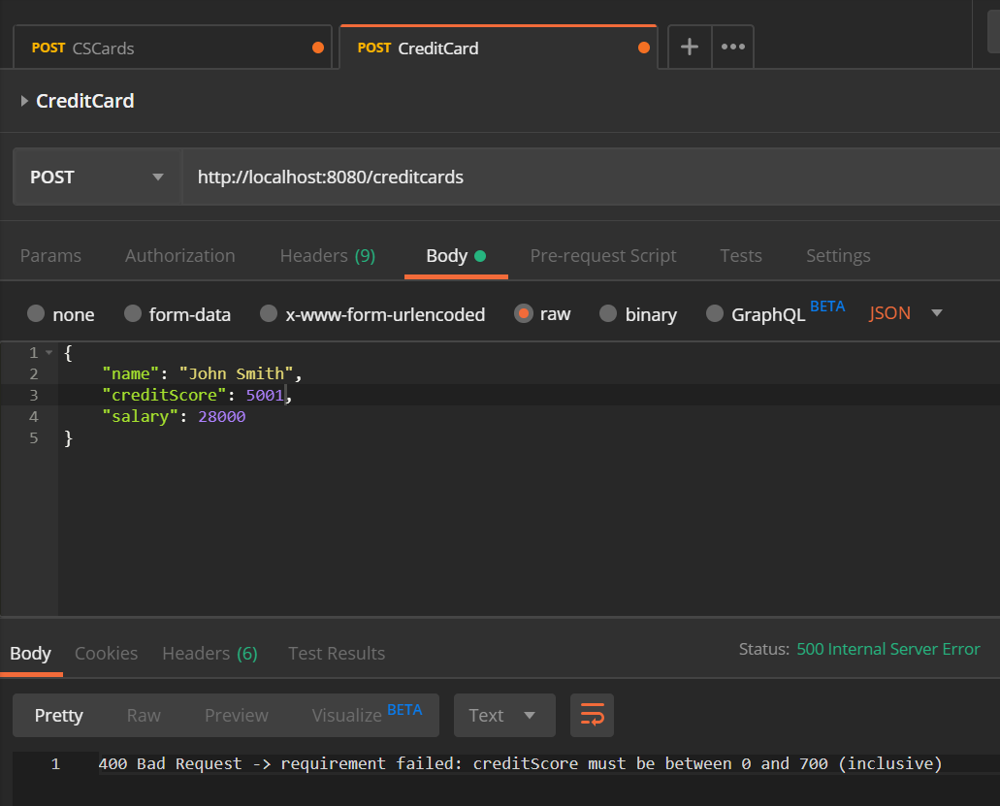 POST CSCards POST CreditCard
CreditCard
POST http://localhost:8080/creditcards
Params Authorization Headers (9) Body Pre-request Script Tests Settings
none form-data x-www-form-urlencoded raw binary GraphQL BETA JSON
1 {
2 "name": "John Smith",
3 "creditScore": 5001,
4 "salary": 28000
5 }
Body Cookies Headers (6) Test Results Status: 500 Internal Server Error
Pretty Raw Preview Visualize BETA Text
1 400 Bad Request -> requirement failed: creditScore must be between 0 and 700 (inclusive)